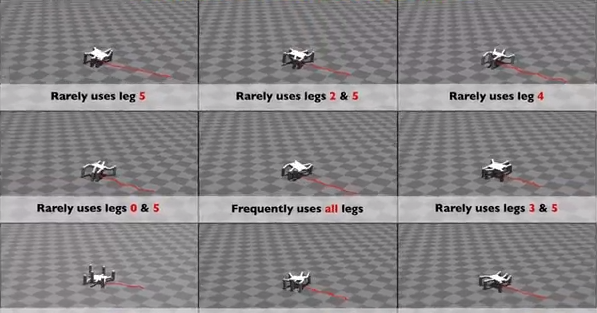 Rarely uses leg 5
Rarely uses legs 2 & 5
Rarely uses leg 4
Rarely uses legs 0 & 5
Frequently uses all legs
Rarely uses legs 3 & 5